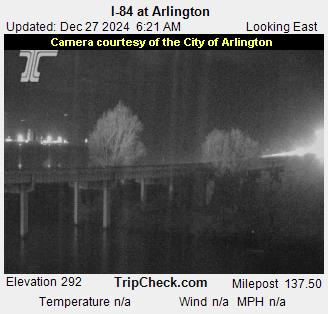 I-84 at Arlington
Updated: Dec 27 2024 6:21 AM Looking East
Camera courtesy of the City of Arlington
Elevation 292 TripCheck.com Milepost 137.50
Temperature n/a Wind n/a MPH n/a